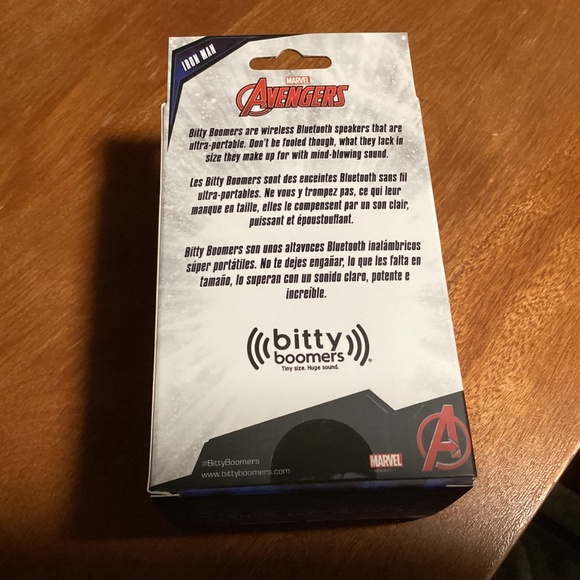 IRON MAN
MARVEL
AVENGERS
Bitty Boomers are wireless Bluetooth speakers that are
ultra-portable. Don't be fooled though, what they lack in
size they make up for with mind-blowing sound.
Les Bitty Boomers sont des enceintes Bluetooth sans fil
ultra-portables. Ne vous y trompez pas, ce qui leur
manque en taille, elles le compensent par un son clair,
puissant et époustouflant.
Bitty Boomers son unos altavoces Bluetooth inalámbricos
súper portátiles. No te dejes engañar, lo que les falta en
tamaño, lo superan con un sonido claro, potente e
increíble.
bitty
boomers®
Tiny size. Huge sound.
@BittyBoomers
www.bittyboomers.com
MARVEL
A